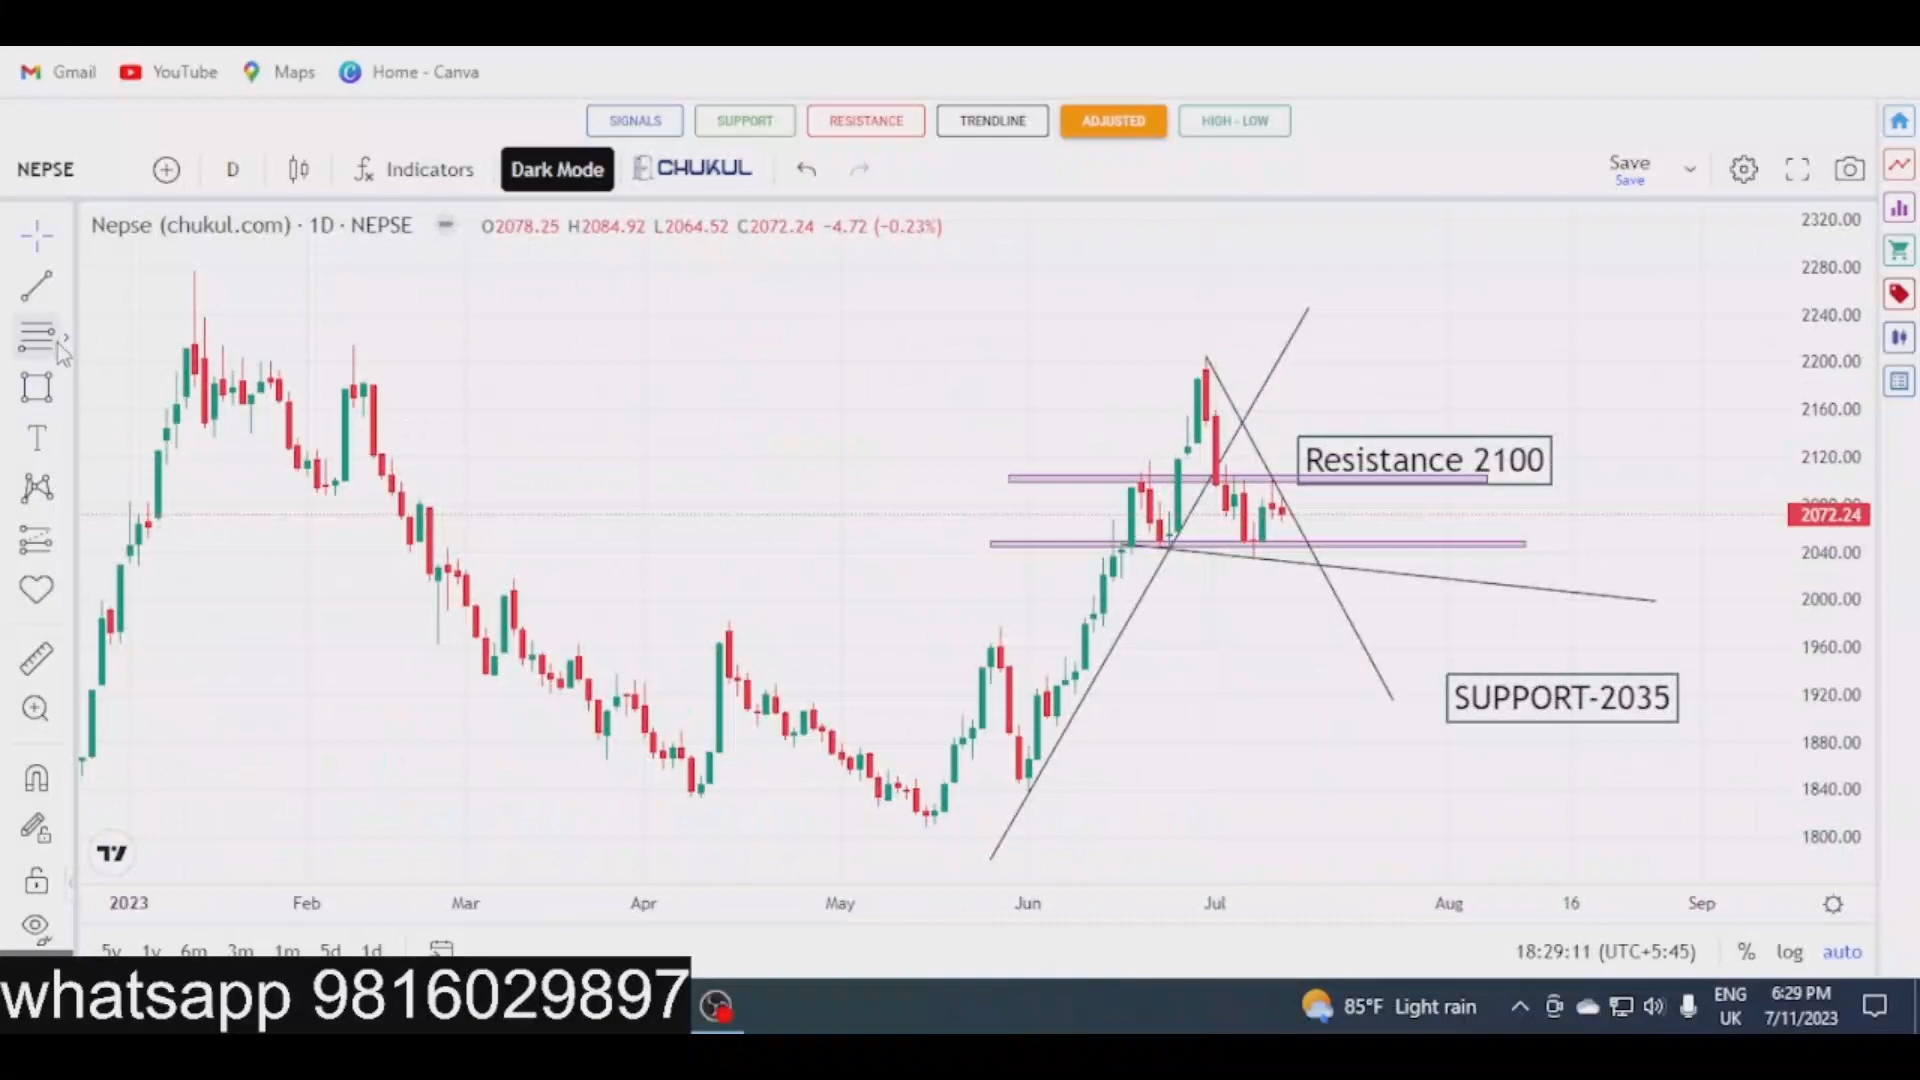 Gmail YouTube Maps Home - Canva
SIGNALS SUPPORT RESISTANCE TRENDLINE ADJUSTED HIGH - LOW
NEPSE D Indicators Dark Mode CHUKUL Save
Save
Nepse (chukul.com) · 1D · NEPSE O2078.25 H2084.92 L2064.52 C2072.24 −4.72 (−0.23%)
2320.00
2280.00
2240.00
2200.00
2160.00
2120.00
Resistance 2100
2072.24
2040.00
2000.00
1960.00
1920.00
SUPPORT-2035
1880.00
1840.00
1800.00
2023 Feb Mar Apr May Jun Jul Aug 16 Sep
5y 1y 6m 3m 1m 5d 1d 18:29:11 (UTC+5:45) % log auto
whatsapp 9816029897
85°F Light rain ENG 6:29 PM
UK 7/11/2023